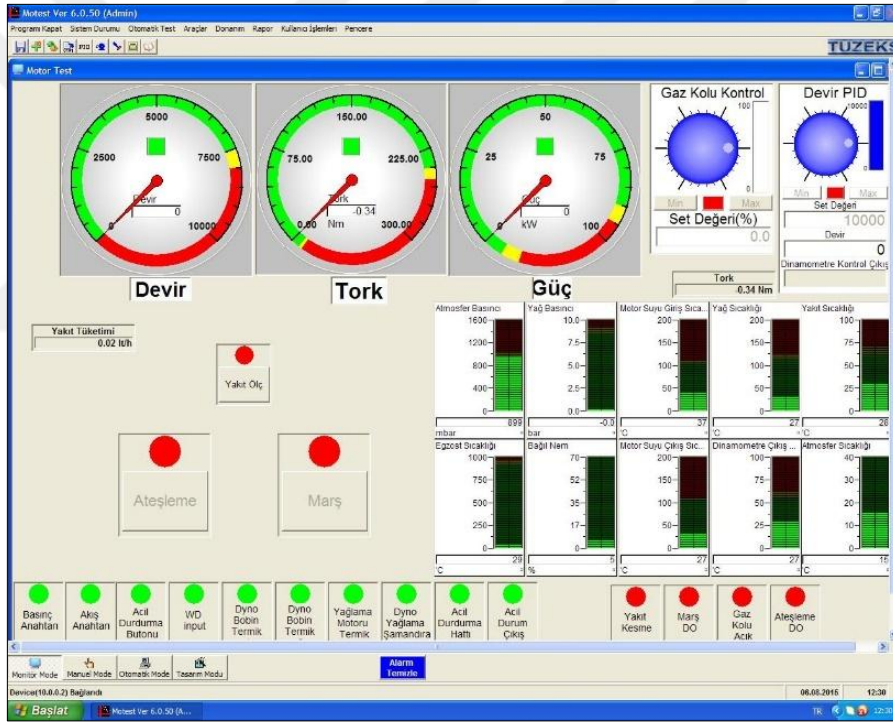 Motest Ver 6.0.50 (Admin)
Programı Kapat Sistem Durumu Otomatik Test Araçlar Donanım Rapor Kullanıcı İşlemleri Pencere
PID
TÜZEKS
Motor Test
0 2500 5000 7500 10000
Devir
0
Devir
0.00 75.00 150.00 225.00 300.00
Tork
-0.34
Nm
Tork
0 25 50 75 100
Güç
0
kW
Güç
Gaz Kolu Kontrol
100
0
Min Max
Set Değeri(%)
0.0
Devir PID
10000
0
Min Max
Set Değeri
10000
Devir
0
Dinamometre Kontrol Çıkış
Tork
-0.34 Nm
Yakıt Tüketimi
0.02 lt/h
Yakıt Ölç
Ateşleme
Marş
Atmosfer Basıncı
1600
1200
800
400
0
899
mbar
Yağ Basıncı
10.0
7.5
5.0
2.5
0.0
-0.0
bar
Motor Suyu Giriş Sıca...
200
150
100
50
0
37
°C
Yağ Sıcaklığı
200
150
100
50
0
27
°C
Yakıt Sıcaklığı
100
75
50
25
0
28
°C
Egzost Sıcaklığı
1000
750
500
250
0
29
°C
Bağıl Nem
70
52
35
17
0
5
%
Motor Suyu Çıkış Sıc...
200
150
100
50
0
27
°C
Dinamometre Çıkış ...
100
75
50
25
0
27
°C
Atmosfer Sıcaklığı
40
30
20
10
0
15
°C
Basınç Anahtarı
Akış Anahtarı
Acil Durdurma Butonu
WD input
Dyno Bobin Termik
Dyno Bobin Termik
Yağlama Motoru Termik
Dyno Yağlama Şamandıra
Acil Durdurma Hattı
Acil Durum Çıkış
Yakıt Kesme
Marş DO
Gaz Kolu Açık
Ateşleme DO
Monitör Mode Manuel Mode Otomatik Mode Tasarım Modu
Alarm Temizle
Device(10.0.0.2) Bağlandı
06.08.2015 12:30
Başlat
Motest Ver 6.0.50 (A...
TR
12:30